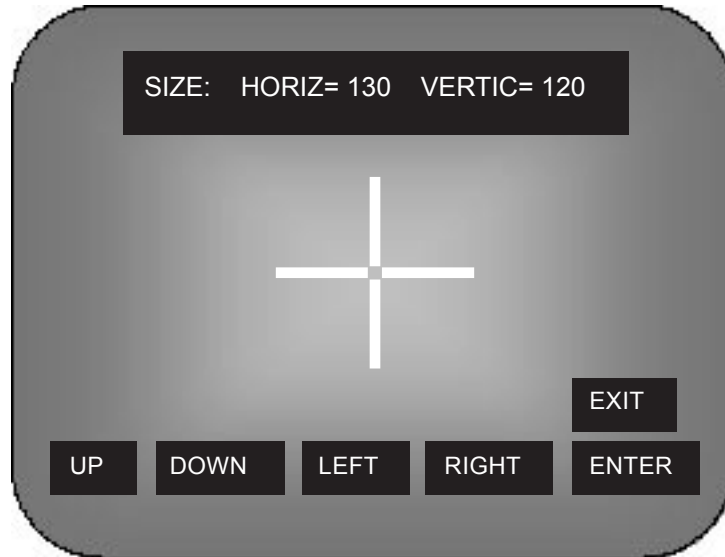 SIZE: HORIZ= 130 VERTIC= 120
EXIT
UP DOWN LEFT RIGHT ENTER